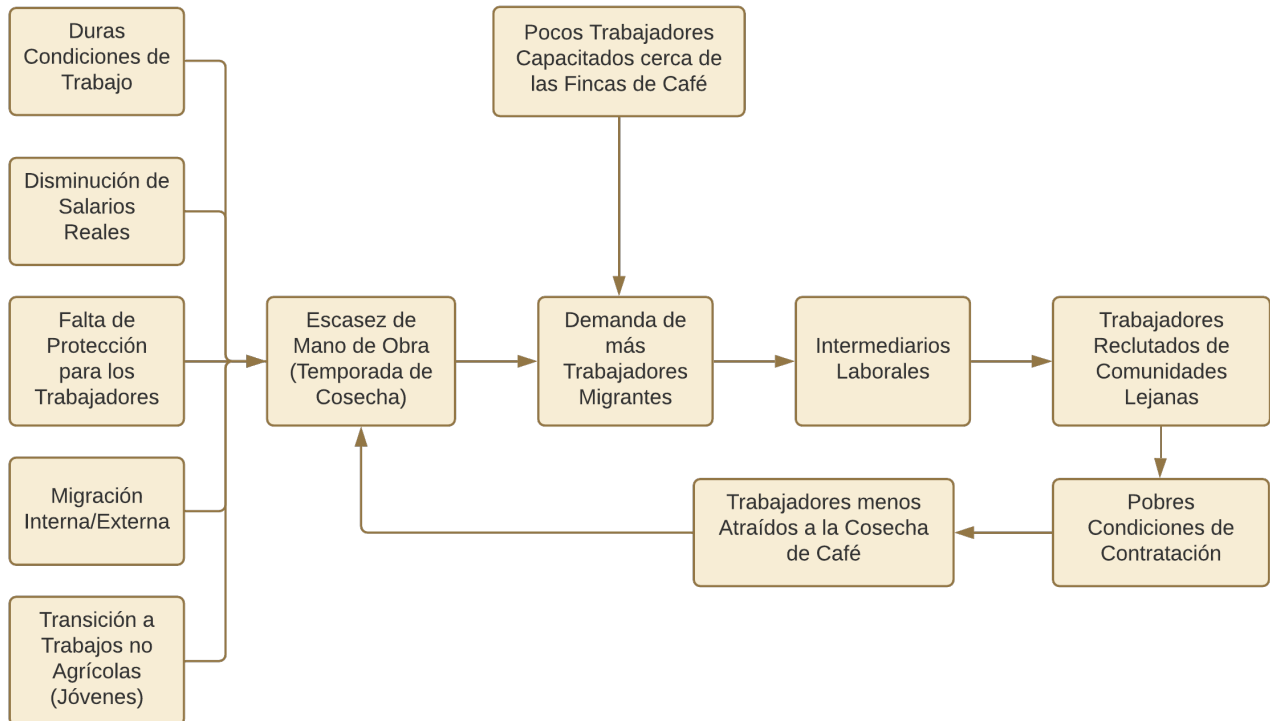 Duras
Condiciones de
Trabajo
Pocos Trabajadores
Capacitados cerca de
las Fincas de Café
Disminución de
Salarios
Reales
Falta de
Protección
para los
Trabajadores
Escasez de
Mano de Obra
(Temporada de
Cosecha)
Demanda de
más
Trabajadores
Migrantes
Intermediarios
Laborales
Trabajadores
Reclutados de
Comunidades
Lejanas
Migración
Interna/Externa
Trabajadores menos
Atraídos a la Cosecha
de Café
Pobres
Condiciones de
Contratación
Transición a
Trabajos no
Agrícolas
(Jóvenes)